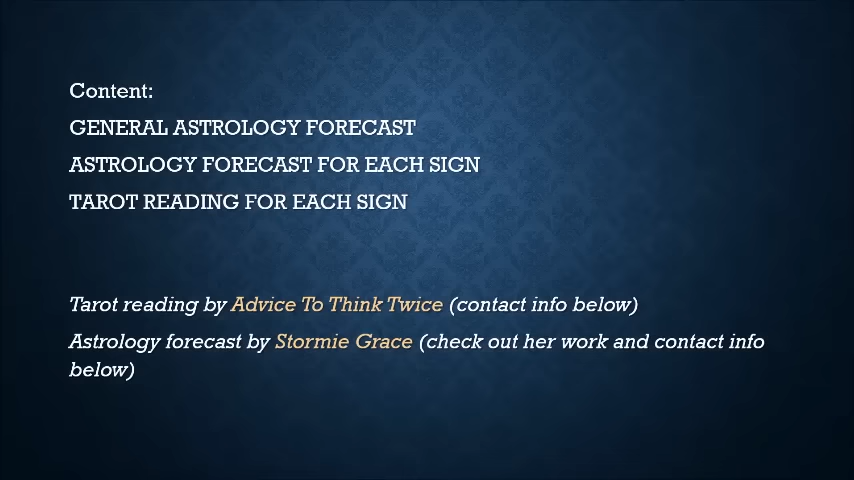 Content:
GENERAL ASTROLOGY FORECAST
ASTROLOGY FORECAST FOR EACH SIGN
TAROT READING FOR EACH SIGN
Tarot reading by Advice To Think Twice (contact info below)
Astrology forecast by Stormie Grace (check out her work and contact info
below)